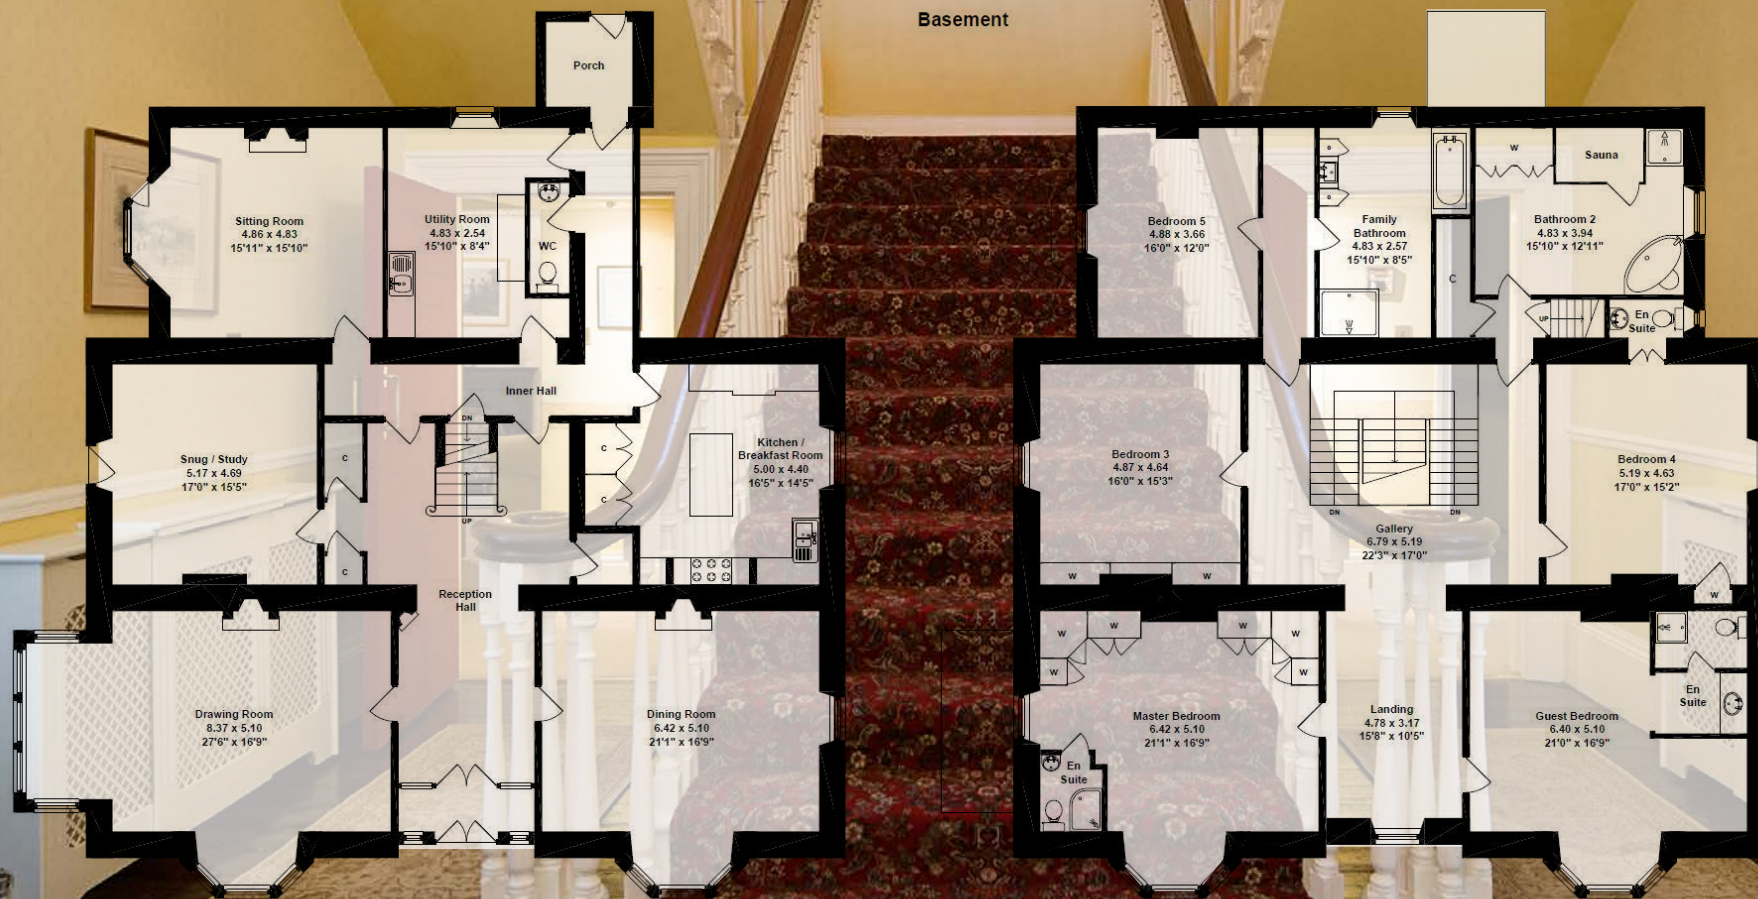 Basement
Porch
Sitting Room
4.86 x 4.83
15'11" x 15'10"
Utility Room
4.83 x 2.54
15'10" x 8'4"
WC
Inner Hall
DN
UP
Snug / Study
5.17 x 4.69
17'0" x 15'5"
C
C
C
C
Kitchen /
Breakfast Room
5.00 x 4.40
16'5" x 14'5"
Reception
Hall
Drawing Room
8.37 x 5.10
27'6" x 16'9"
Dining Room
6.42 x 5.10
21'1" x 16'9"
Bedroom 5
4.88 x 3.66
16'0" x 12'0"
Family
Bathroom
4.83 x 2.57
15'10" x 8'5"
C
W
Sauna
Bathroom 2
4.83 x 3.94
15'10" x 12'11"
UP
En
Suite
Bedroom 3
4.87 x 4.64
16'0" x 15'3"
W
W
DN
DN
Gallery
6.79 x 5.19
22'3" x 17'0"
Bedroom 4
5.19 x 4.63
17'0" x 15'2"
W
W
W
W
W
W
W
Master Bedroom
6.42 x 5.10
21'1" x 16'9"
En
Suite
Landing
4.78 x 3.17
15'8" x 10'5"
Guest Bedroom
6.40 x 5.10
21'0" x 16'9"
En
Suite